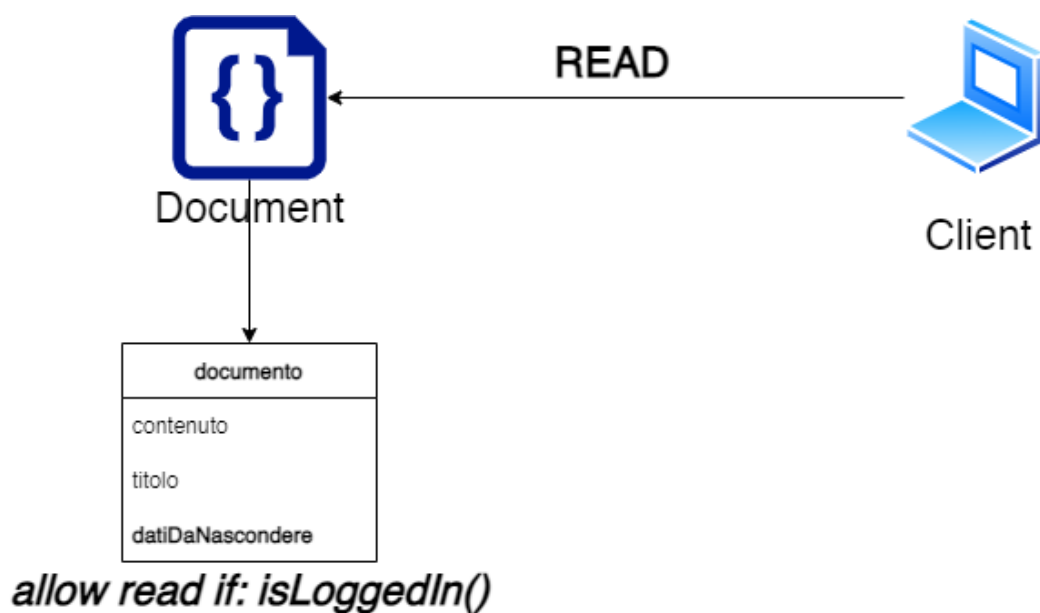 {}
READ
Document
Client
documento
contenuto
titolo
datiDaNascondere
allow read if: isLoggedIn()